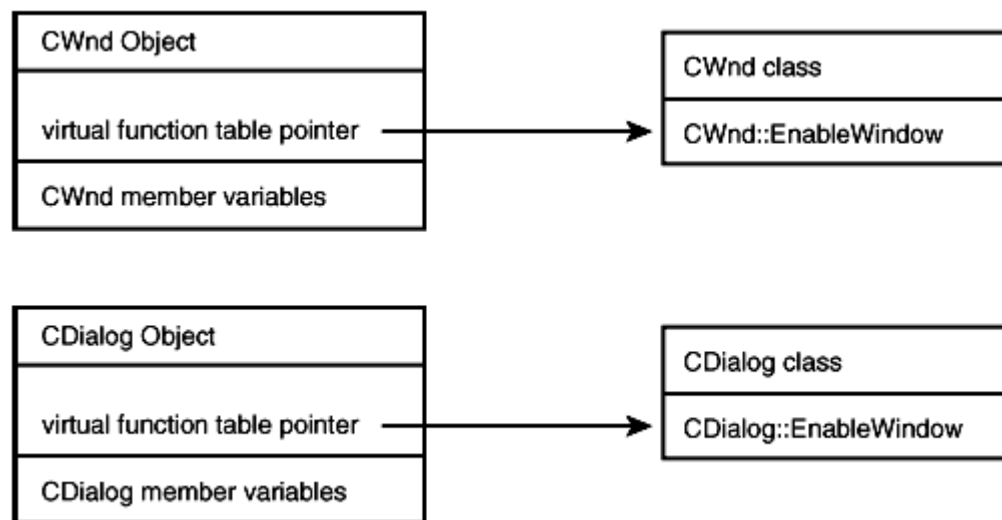 CWnd Object
virtual function table pointer
CWnd member variables
CWnd class
CWnd::EnableWindow
CDialog Object
virtual function table pointer
CDialog member variables
CDialog class
CDialog::EnableWindow